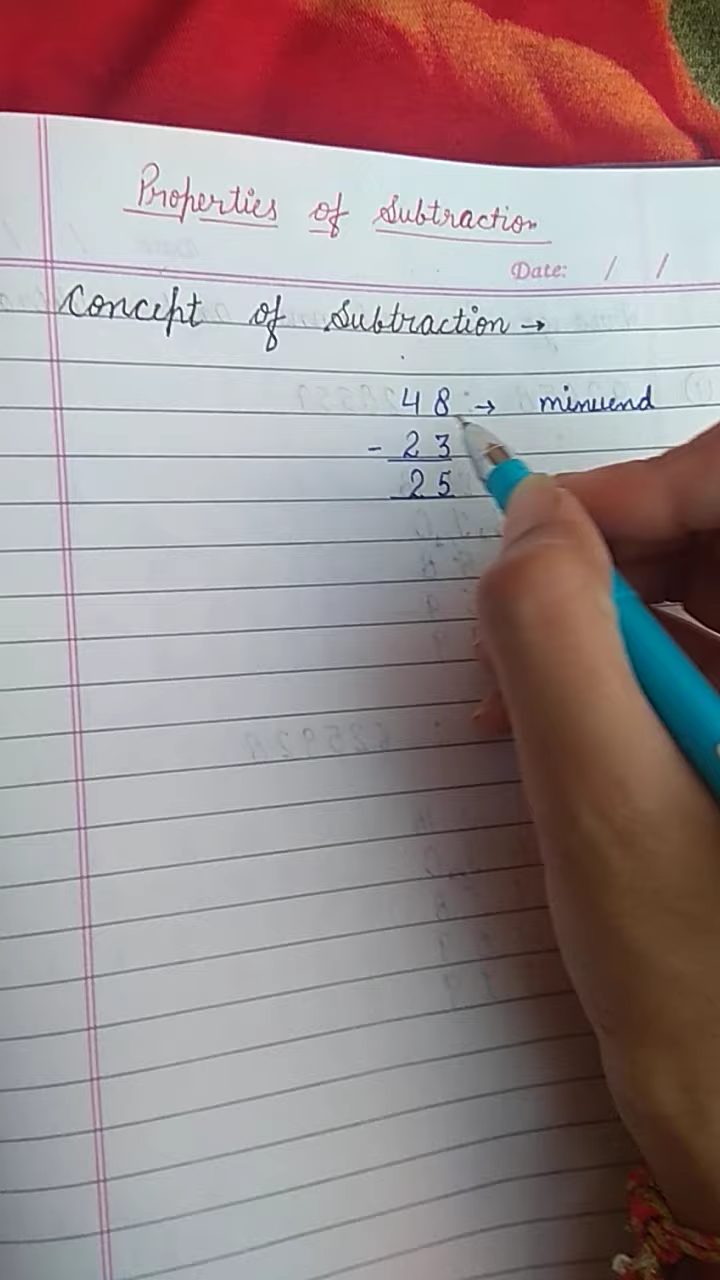 Properties of Subtraction
Date: / /
Concept of Subtraction →
48 → minuend
- 23
25